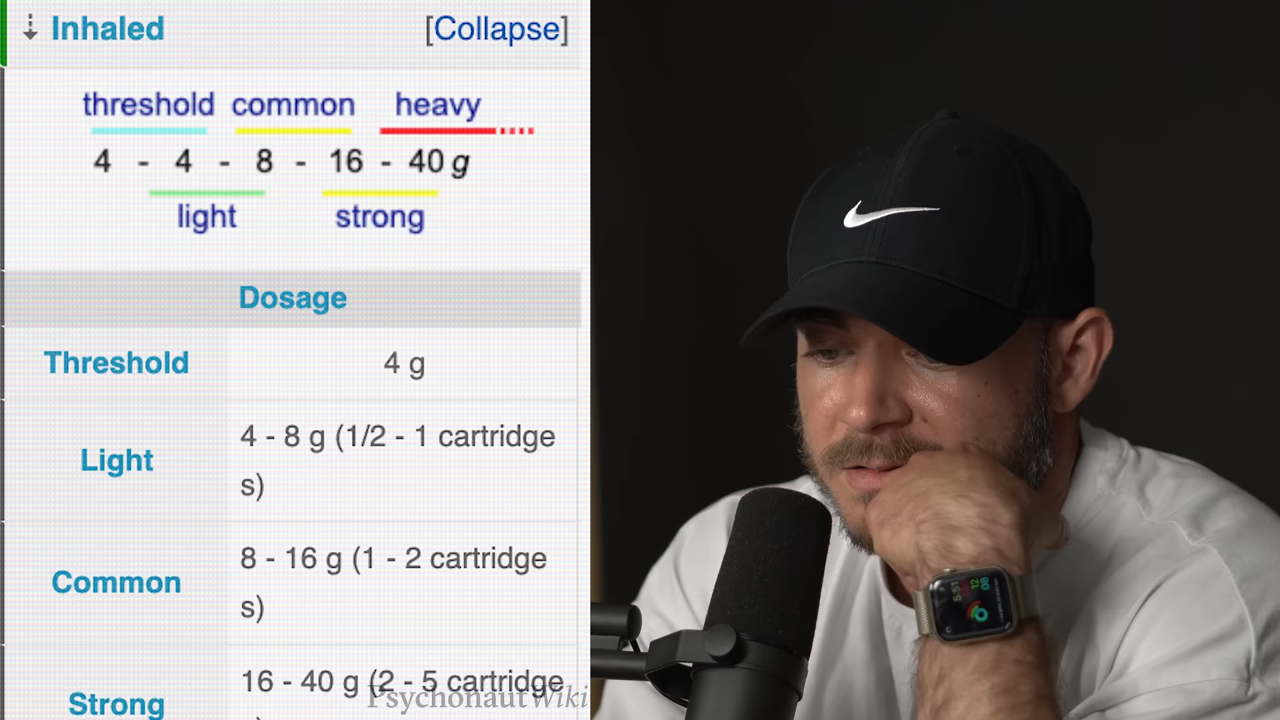 Inhaled [Collapse]
threshold common heavy
4 - 4 - 8 - 16 - 40 g
light strong
Dosage
Threshold 4 g
Light 4 - 8 g (1/2 - 1 cartridge
s)
Common 8 - 16 g (1 - 2 cartridge
s)
Strong 16 - 40 g (2 - 5 cartridge
PsychonautWiki